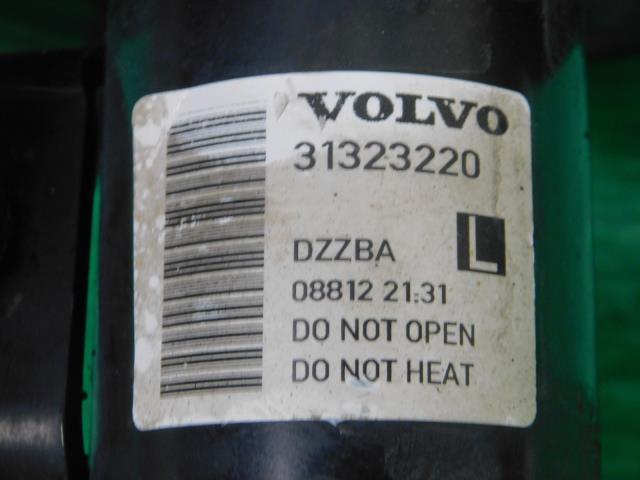 VOLVO
31323220
DZZBA L
08812 21:31
DO NOT OPEN
DO NOT HEAT